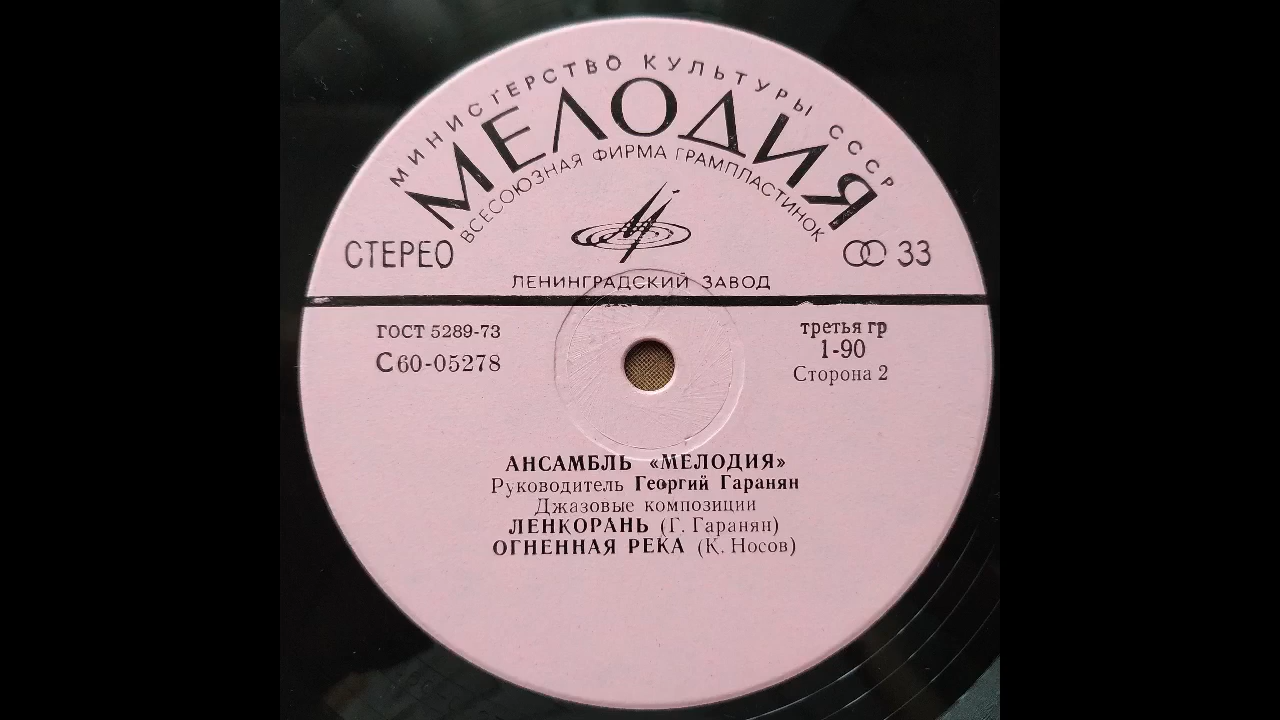 МИНИСТЕРСТВО КУЛЬТУРЫ СССР
МЕЛОДИЯ
ВСЕСОЮЗНАЯ ФИРМА ГРАМПЛАСТИНОК
СТЕРЕО
33
ЛЕНИНГРАДСКИЙ ЗАВОД
ГОСТ 5289-73
С60-05278
третья гр
1-90
Сторона 2
АНСАМБЛЬ «МЕЛОДИЯ»
Руководитель Георгий Гаранян
Джазовые композиции
ЛЕНКОРАНЬ (Г. Гаранян)
ОГНЕННАЯ РЕКА (К. Носов)